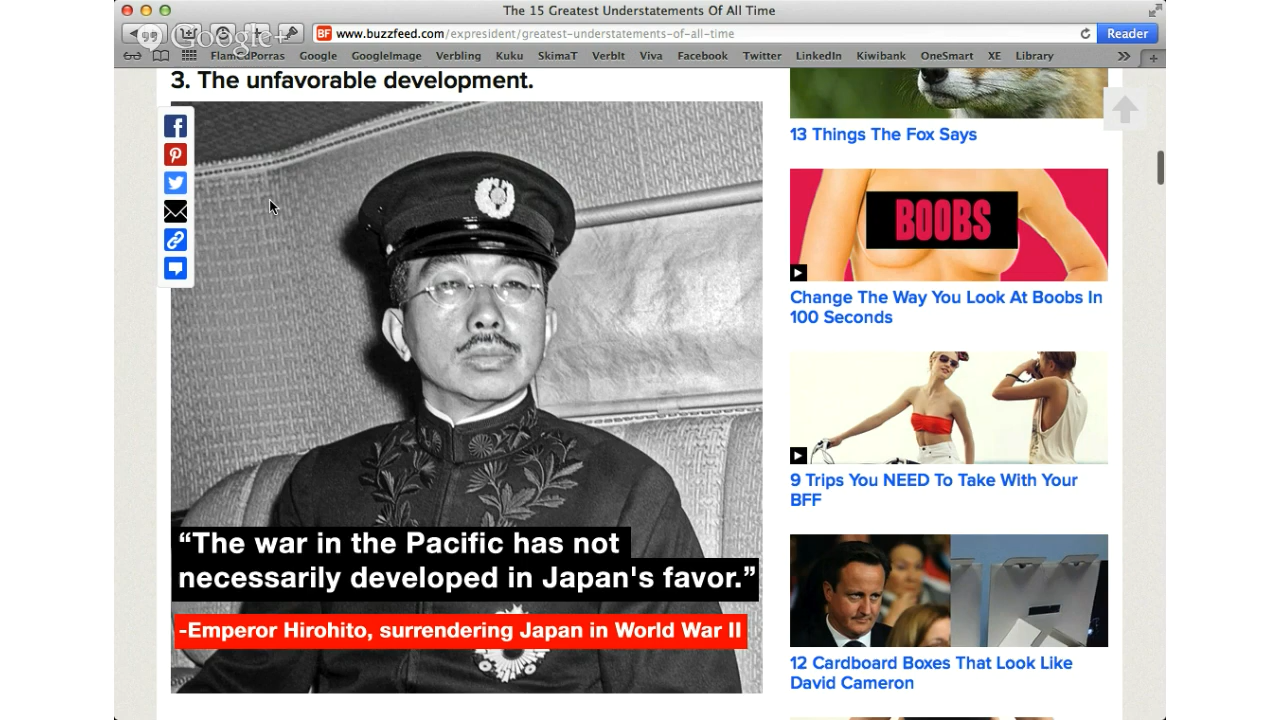 The 15 Greatest Understatements Of All Time
Google+
www.buzzfeed.com/expresident/greatest-understatements-of-all-time
Reader
FlamCdPorras Google GoogleImage Verbling Kuku SkimaT VerbIt Viva Facebook Twitter LinkedIn Kiwibank OneSmart XE Library
3. The unfavorable development.
“The war in the Pacific has not
necessarily developed in Japan's favor.”
-Emperor Hirohito, surrendering Japan in World War II
13 Things The Fox Says
BOOBS
Change The Way You Look At Boobs In
100 Seconds
9 Trips You NEED To Take With Your
BFF
12 Cardboard Boxes That Look Like
David Cameron